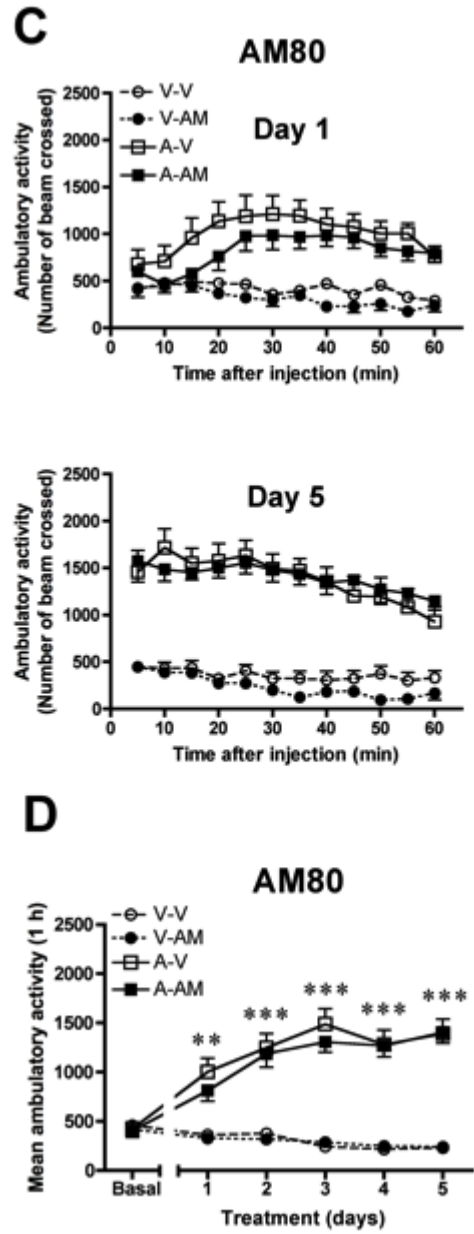 C
AM80
Day 1
V-V
V-AM
A-V
A-AM
Ambulatory activity
(Number of beam crossed)
2500
2000
1500
1000
500
0
0 10 20 30 40 50 60
Time after injection (min)
Day 5
Ambulatory activity
(Number of beam crossed)
2500
2000
1500
1000
500
0
0 10 20 30 40 50 60
Time after injection (min)
D
AM80
V-V
V-AM
A-V
A-AM
Mean ambulatory activity (1 h)
2500
2000
1500
1000
500
0
** *** *** *** ***
Basal 1 2 3 4 5
Treatment (days)